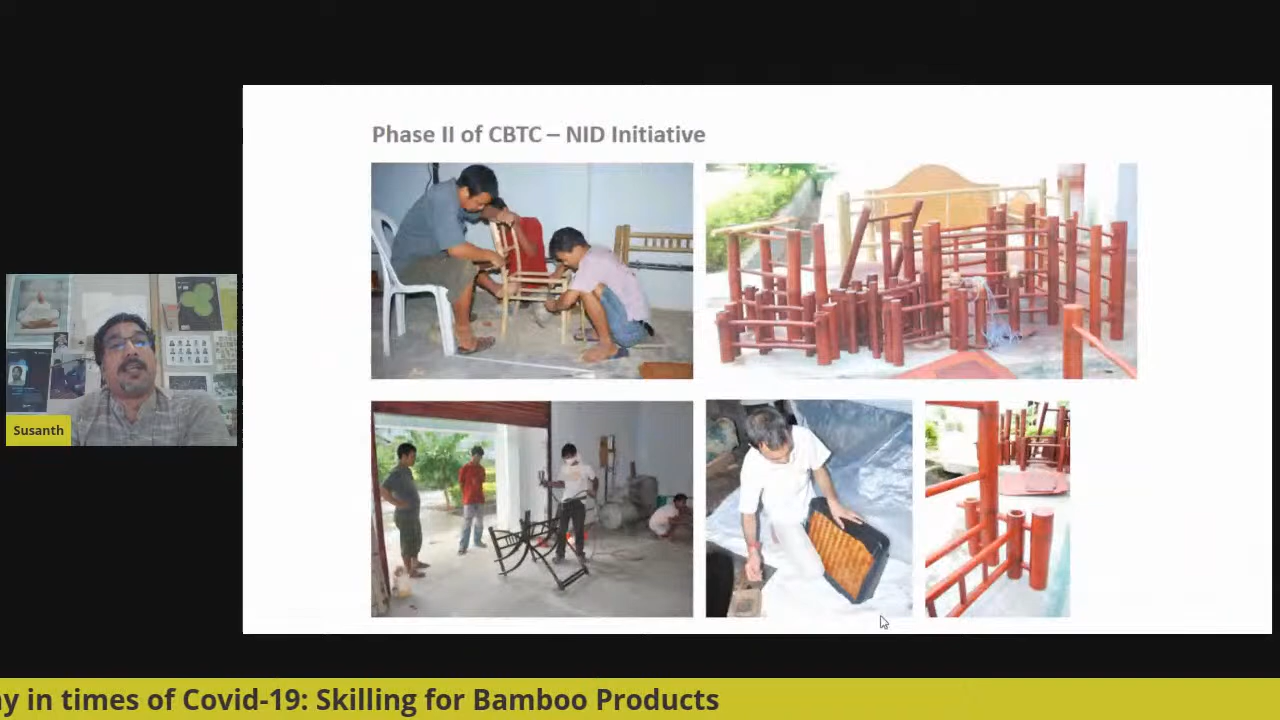 Phase II of CBTC – NID Initiative
Susanth
in times of Covid-19: Skilling for Bamboo Products